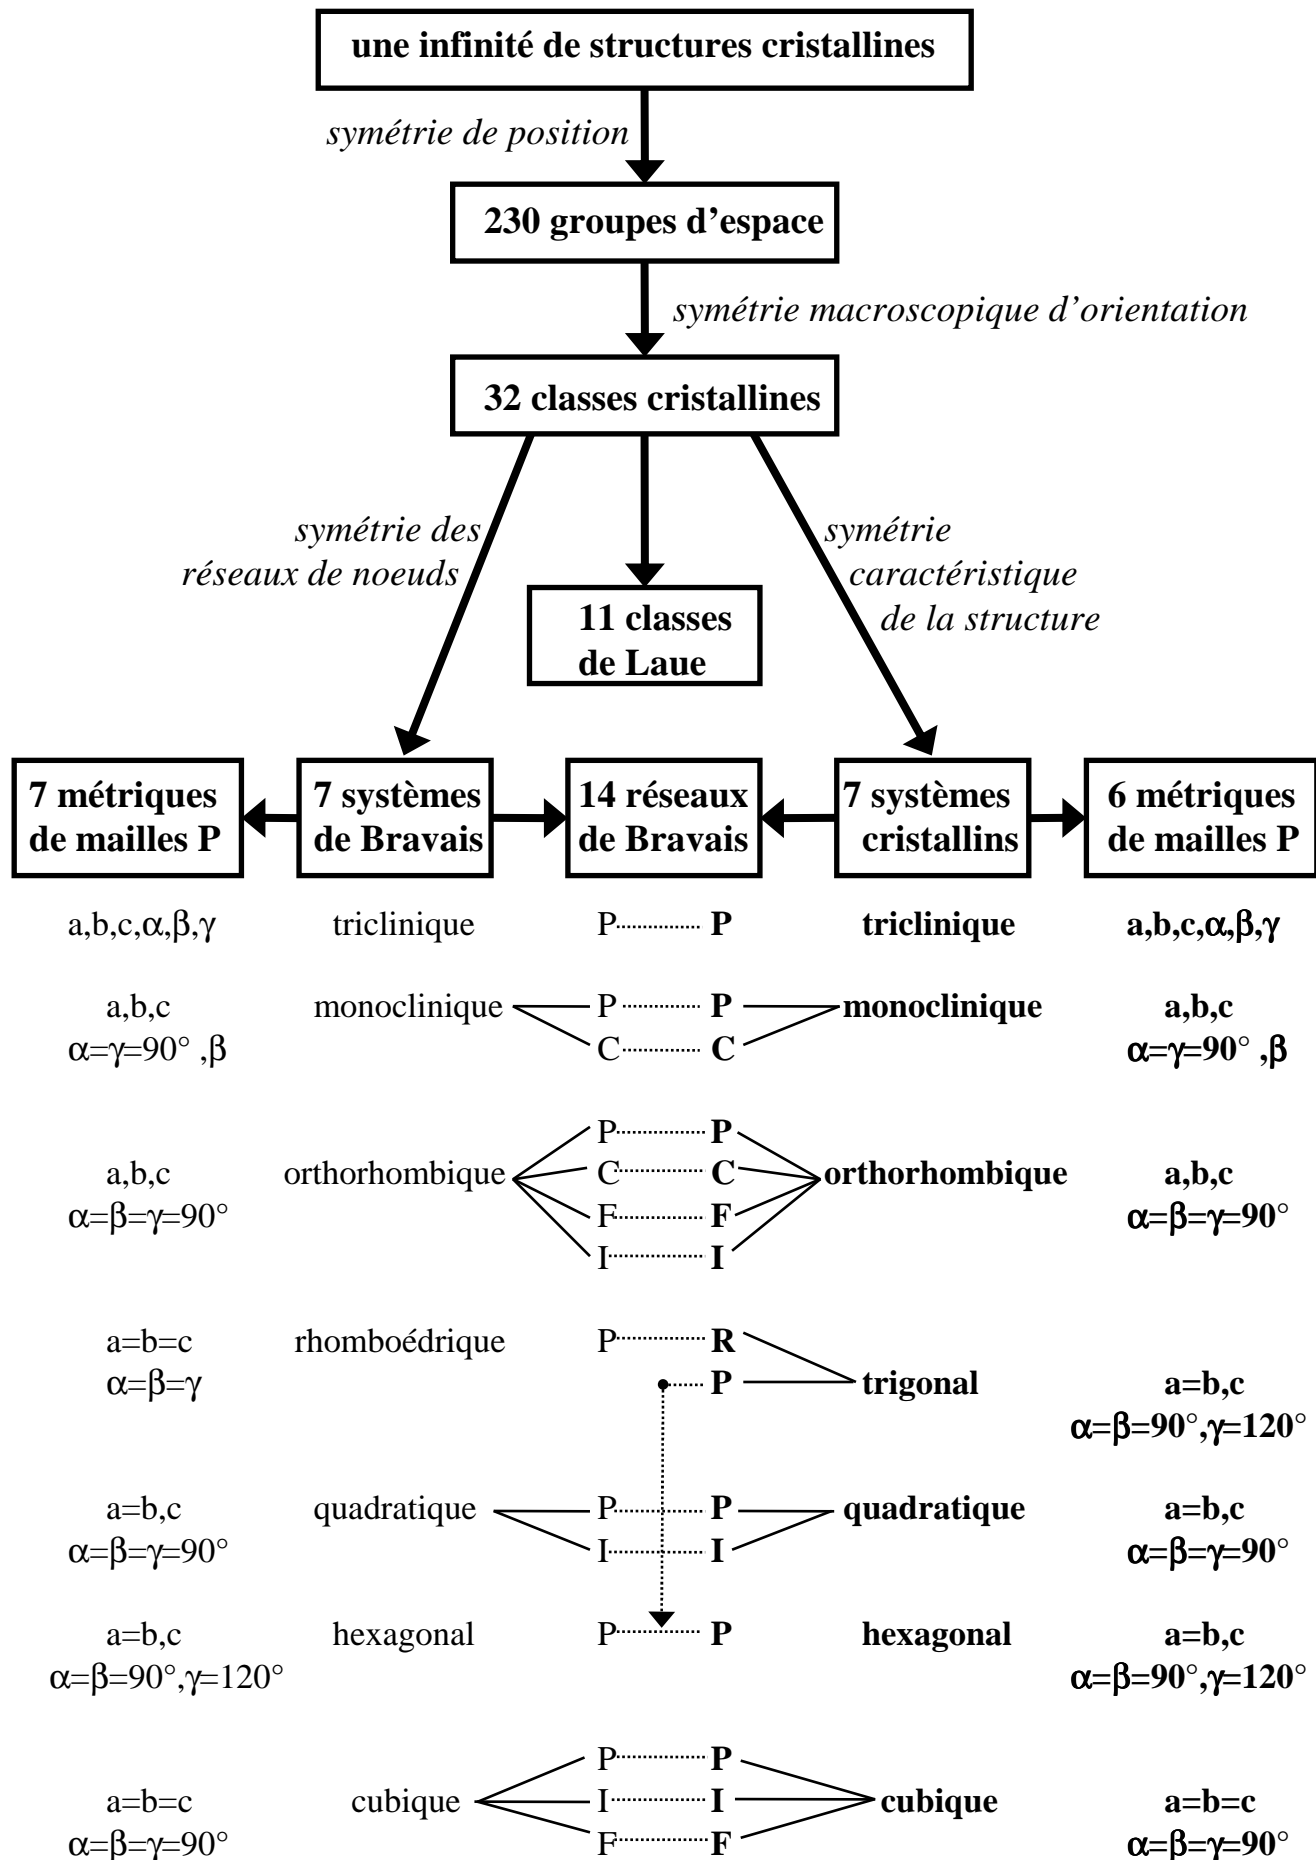 une infinité de structures cristallines
symétrie de position
230 groupes d’espace
symétrie macroscopique d’orientation
32 classes cristallines
symétrie des
réseaux de noeuds
symétrie
caractéristique
de la structure
11 classes
de Laue
7 métriques
de mailles P
7 systèmes
de Bravais
14 réseaux
de Bravais
7 systèmes
cristallins
6 métriques
de mailles P
a,b,c,α,β,γ triclinique P P triclinique a,b,c,α,β,γ
a,b,c monoclinique P P monoclinique a,b,c
α=γ=90° ,β C C α=γ=90° ,β
P P
a,b,c orthorhombique C C orthorhombique a,b,c
α=β=γ=90° F F α=β=γ=90°
I I
a=b=c rhomboédrique P R
α=β=γ P trigonal a=b,c
α=β=90°,γ=120°
a=b,c quadratique P P quadratique a=b,c
α=β=γ=90° I I α=β=γ=90°
a=b,c hexagonal P P hexagonal a=b,c
α=β=90°,γ=120° α=β=90°,γ=120°
P P
a=b=c cubique I I cubique a=b=c
α=β=γ=90° F F α=β=γ=90°